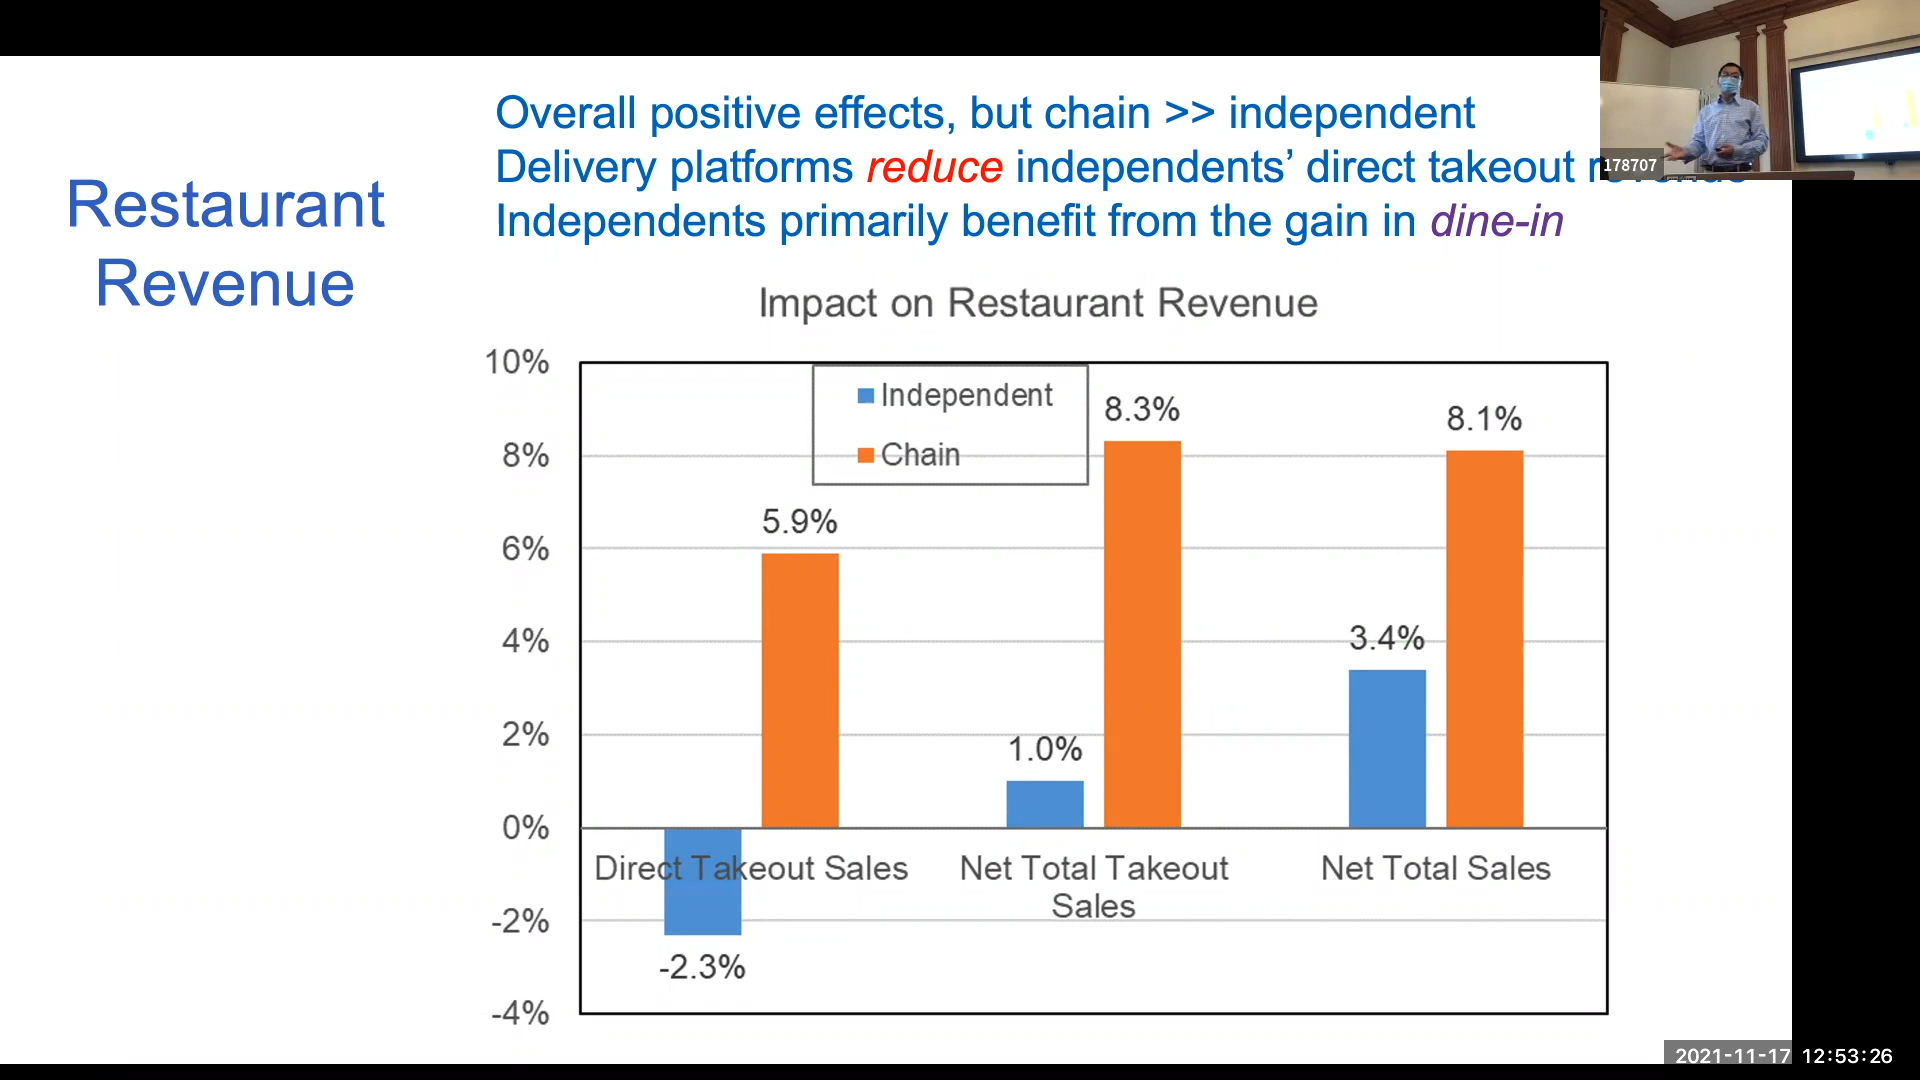 Restaurant
Revenue
Overall positive effects, but chain >> independent
Delivery platforms reduce independents’ direct takeout
Independents primarily benefit from the gain in dine-in
178707
Impact on Restaurant Revenue
10%
8%
6%
4%
2%
0%
-2%
-4%
Independent
Chain
-2.3%
5.9%
1.0%
8.3%
3.4%
8.1%
Direct Takeout Sales
Net Total Takeout
Sales
Net Total Sales
2021-11-17 12:53:26